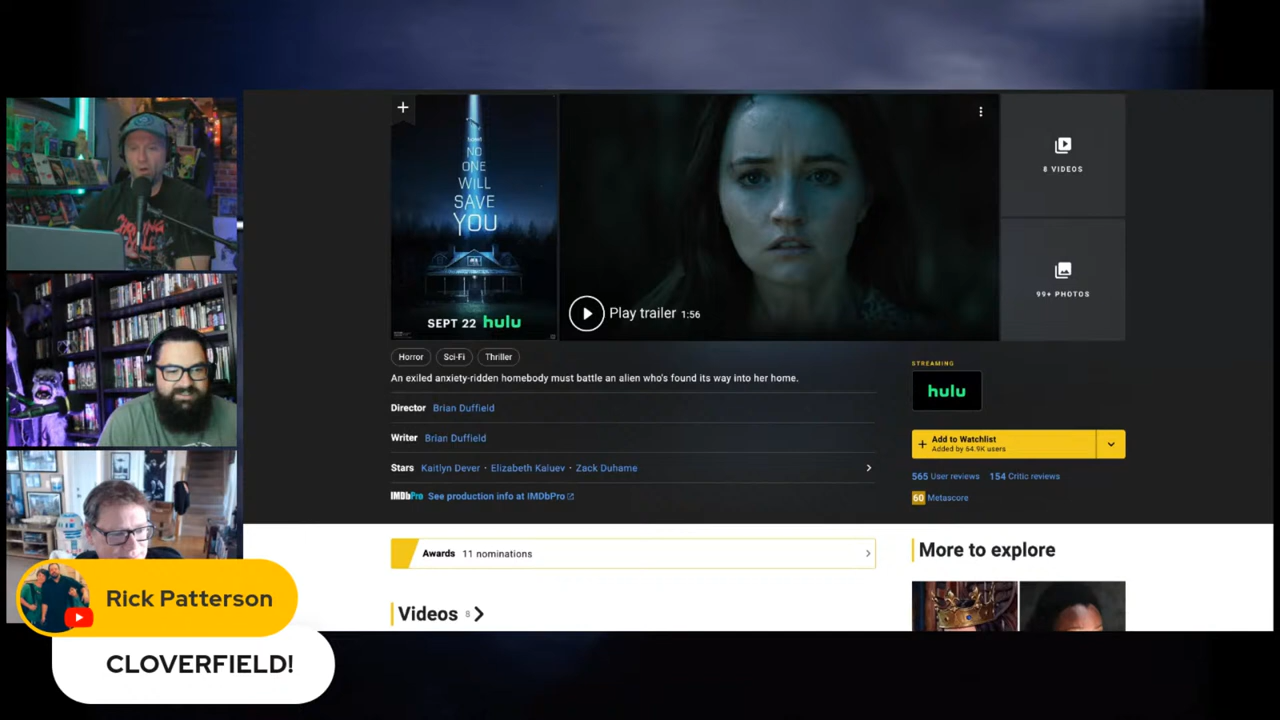 NO
ONE
WILL
SAVE
YOU
SEPT 22 hulu
Play trailer 1:56
8 VIDEOS
99+ PHOTOS
Horror Sci-Fi Thriller
An exiled anxiety-ridden homebody must battle an alien who's found its way into her home.
Director Brian Duffield
Writer Brian Duffield
Stars Kaitlyn Dever · Elizabeth Kaluev · Zack Duhame
IMDbPro See production info at IMDbPro
STREAMING
hulu
Add to Watchlist
Added by 64.9K users
565 User reviews 154 Critic reviews
60 Metascore
Awards 11 nominations
Videos 8
More to explore
Rick Patterson
CLOVERFIELD!